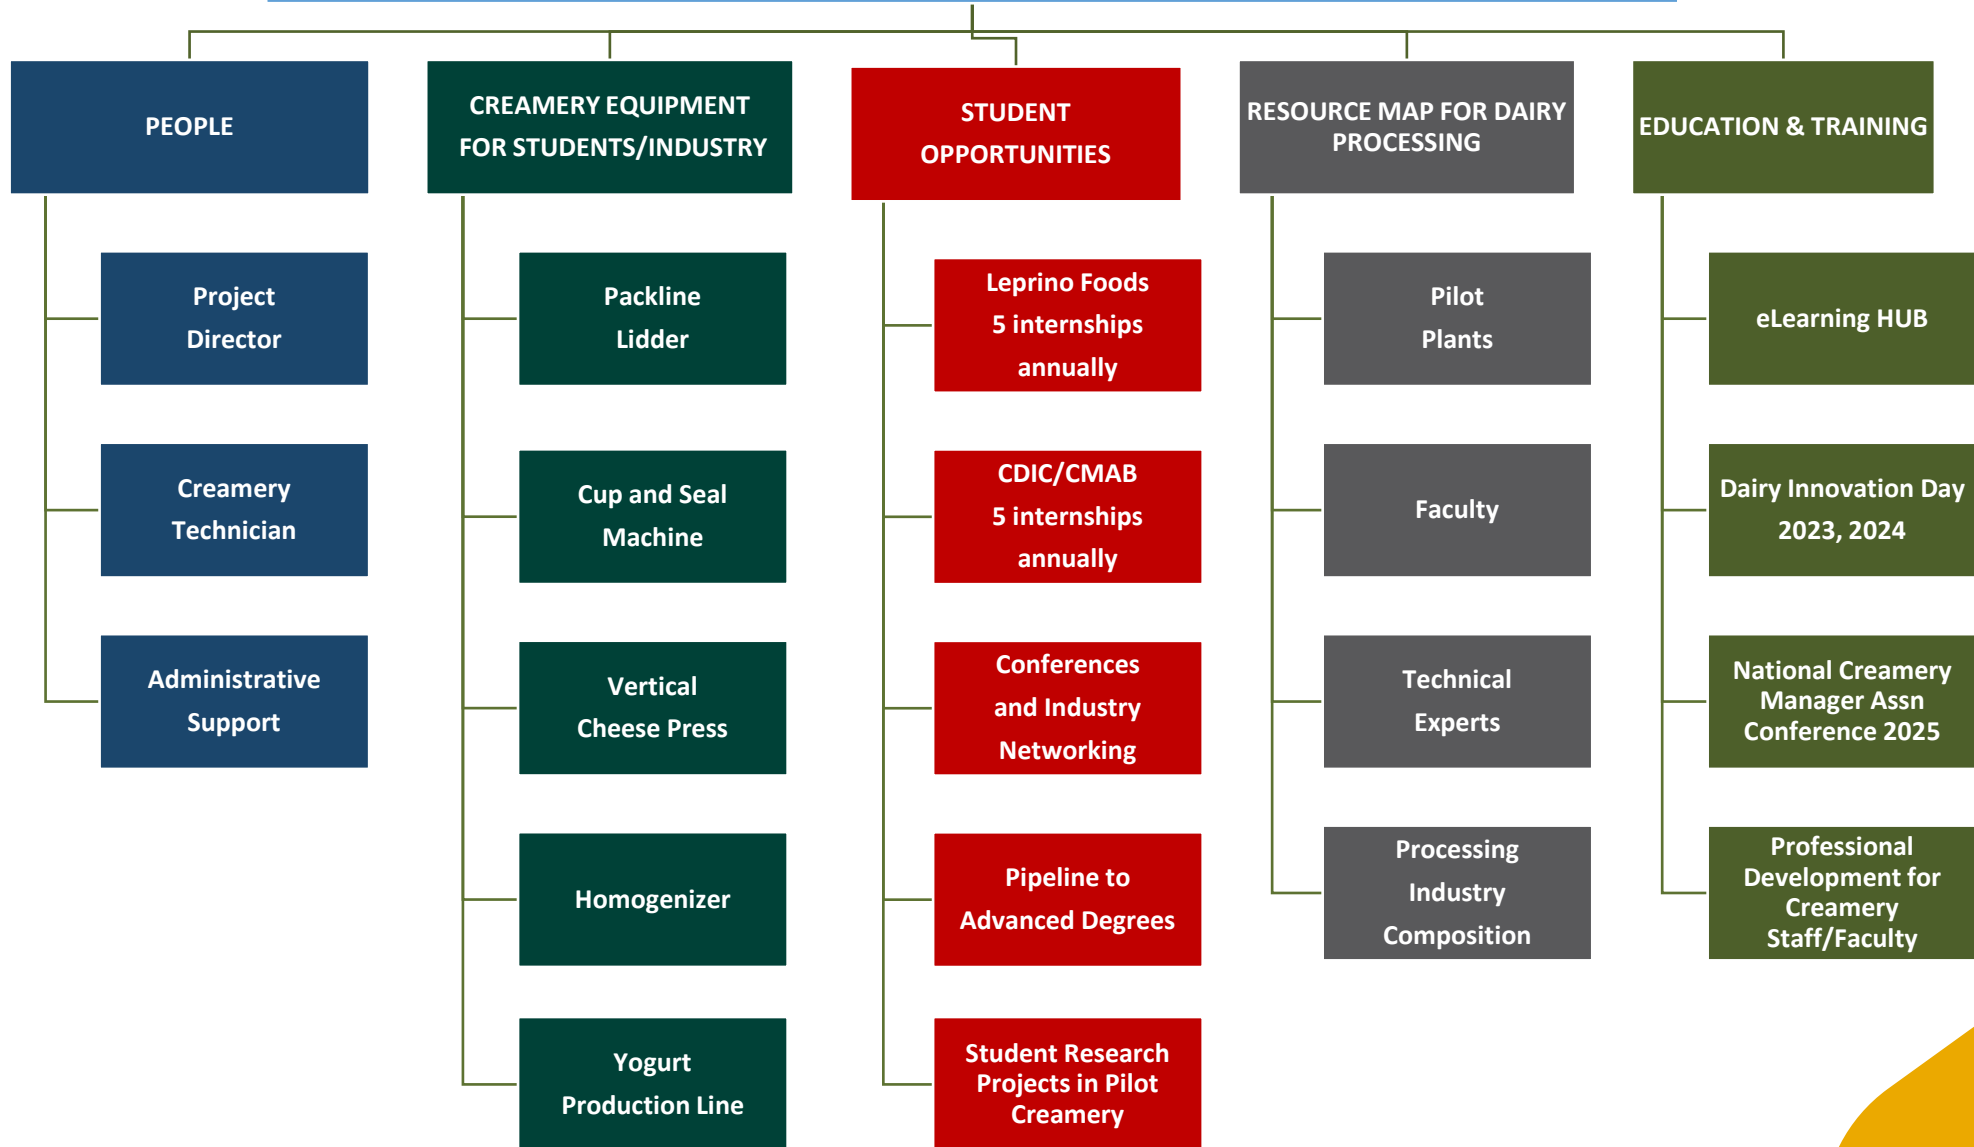 PEOPLE
Project
Director
Creamery
Technician
Administrative
Support
CREAMERY EQUIPMENT
FOR STUDENTS/INDUSTRY
Packline
Lidder
Cup and Seal
Machine
Vertical
Cheese Press
Homogenizer
Yogurt
Production Line
STUDENT
OPPORTUNITIES
Leprino Foods
5 internships
annually
CDIC/CMAB
5 internships
annually
Conferences
and Industry
Networking
Pipeline to
Advanced Degrees
Student Research
Projects in Pilot
Creamery
RESOURCE MAP FOR DAIRY
PROCESSING
Pilot
Plants
Faculty
Technical
Experts
Processing
Industry
Composition
EDUCATION & TRAINING
eLearning HUB
Dairy Innovation Day
2023, 2024
National Creamery
Manager Assn
Conference 2025
Professional
Development for
Creamery
Staff/Faculty